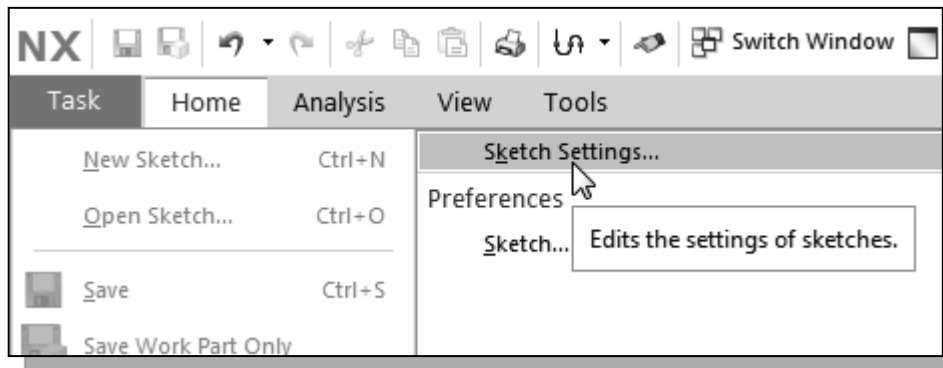 NX Switch Window
Task Home Analysis View Tools
New Sketch... Ctrl+N
Open Sketch... Ctrl+O
Save Ctrl+S
Save Work Part Only
Sketch Settings...
Preferences
Sketch...
Edits the settings of sketches.